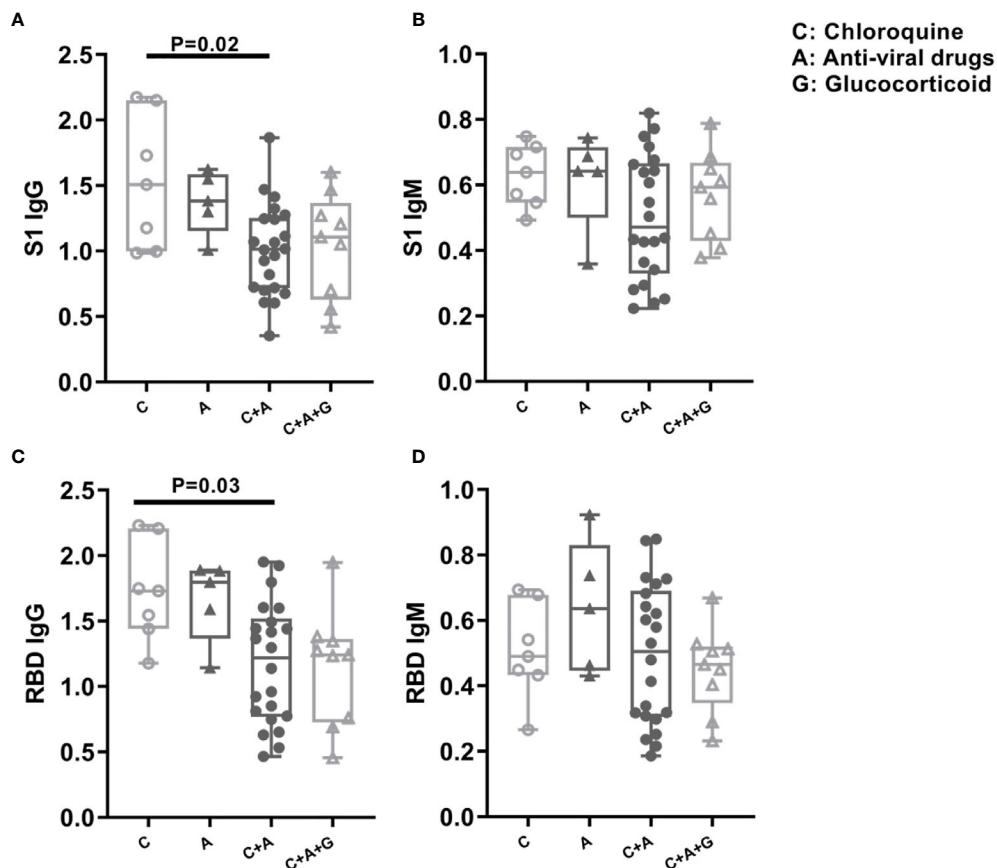 A
P=0.02
S1 IgG
2.5
2.0
1.5
1.0
0.5
0.0
C
A
C+A
C+A+G
B
S1 IgM
1.0
0.8
0.6
0.4
0.2
0.0
C
A
C+A
C+A+G
C: Chloroquine
A: Anti-viral drugs
G: Glucocorticoid
C
P=0.03
RBD IgG
2.5
2.0
1.5
1.0
0.5
0.0
C
A
C+A
C+A+G
D
RBD IgM
1.0
0.8
0.6
0.4
0.2
0.0
C
A
C+A
C+A+G